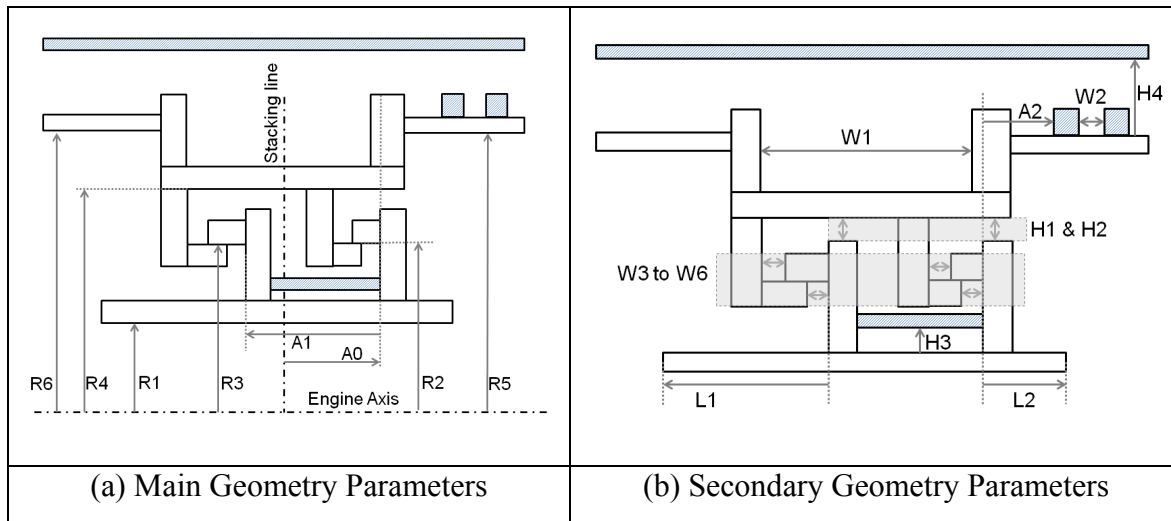 Stacking line
A1
A0
R6
R4
R1
R3
R2
R5
Engine Axis
(a) Main Geometry Parameters
H4
A2
W2
W1
H1 & H2
W3 to W6
H3
L1
L2
(b) Secondary Geometry Parameters